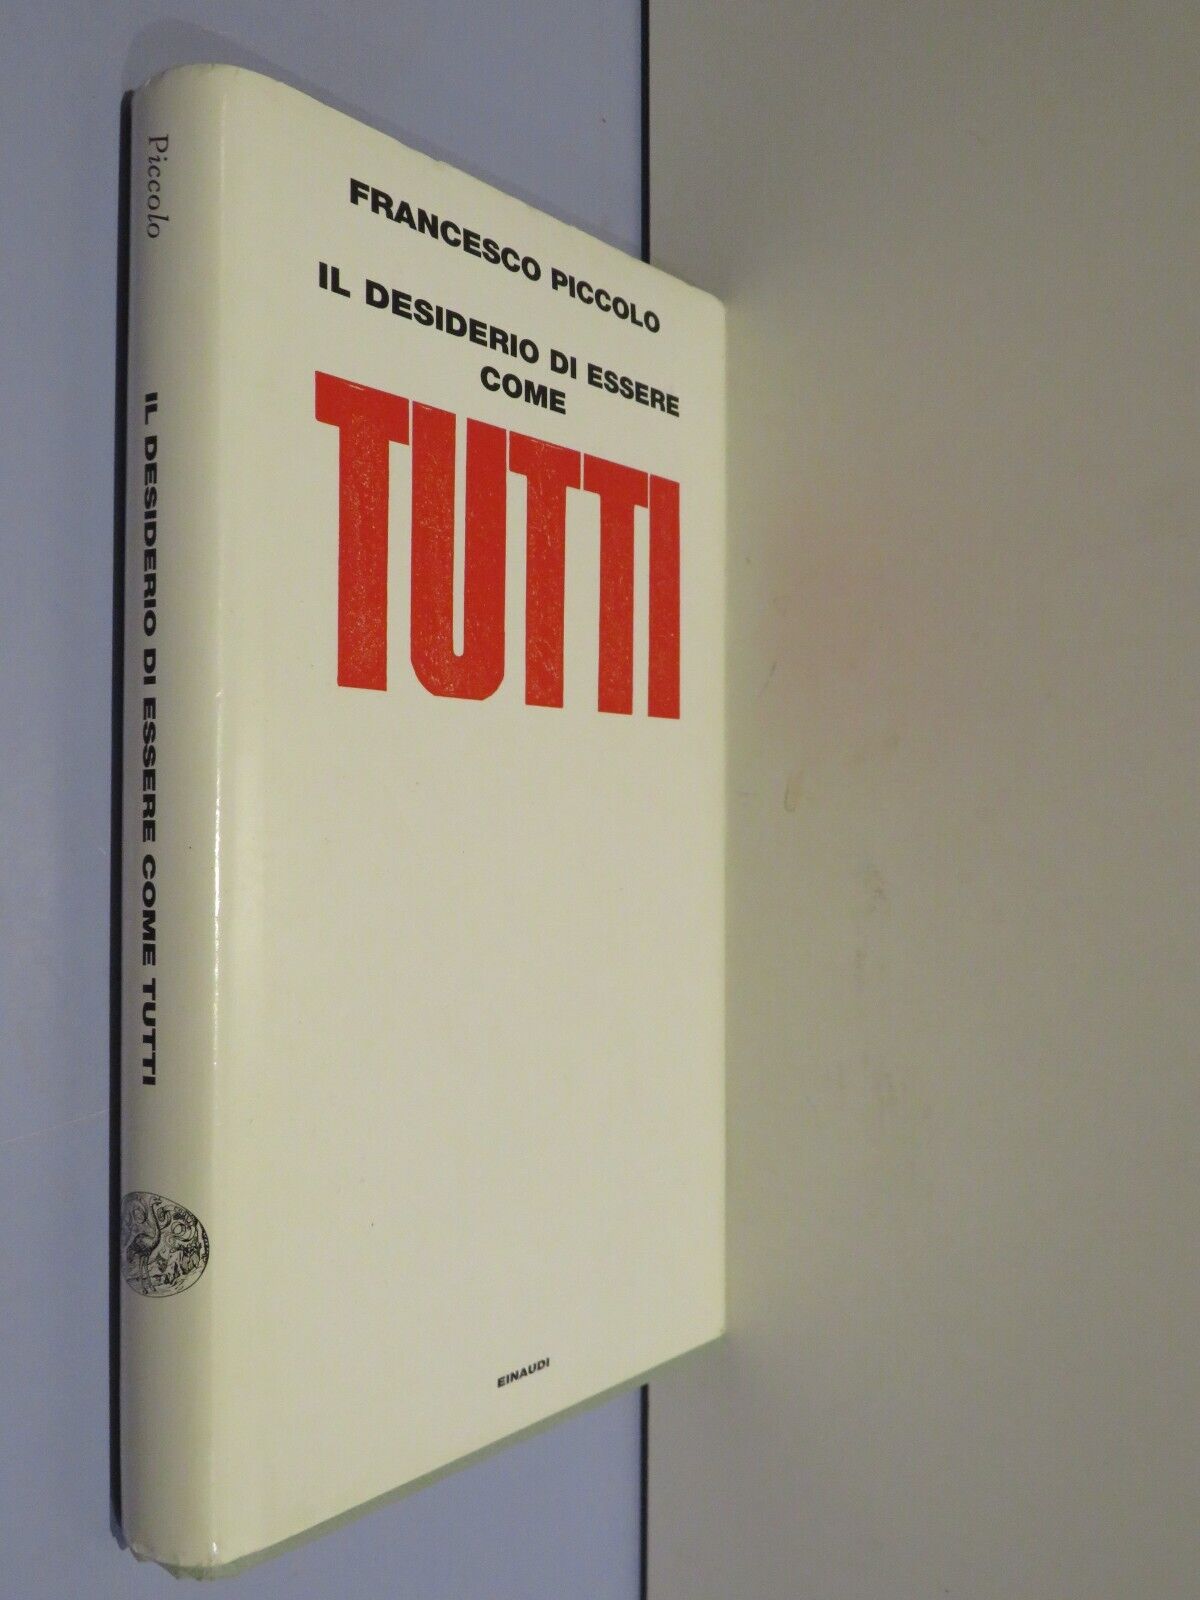 Piccolo
IL DESIDERIO DI ESSERE COME TUTTI
FRANCESCO PICCOLO
IL DESIDERIO DI ESSERE
COME
TUTTI
EINAUDI